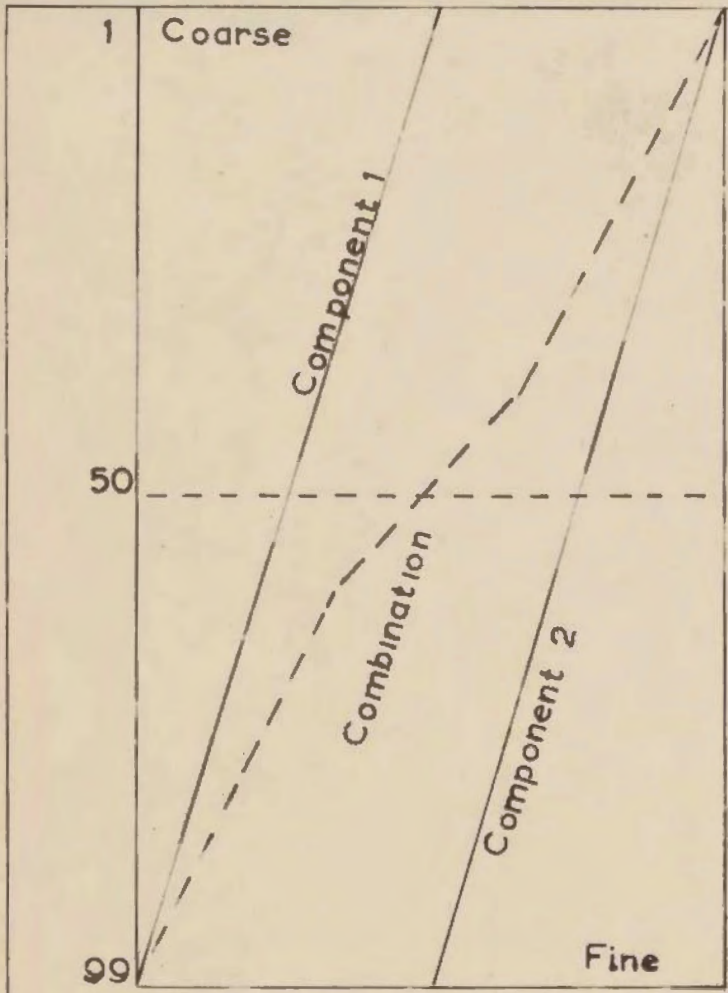 1 Coarse
Component 1
50
Combination
Component 2
99
Fine